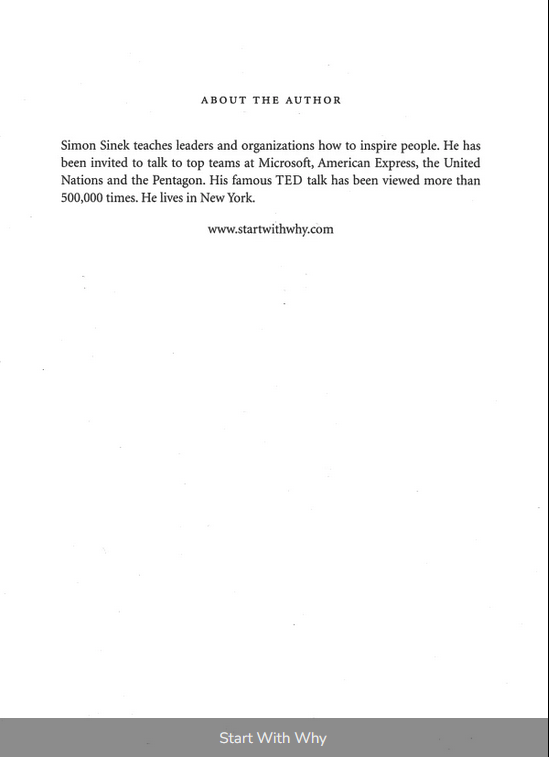 ABOUT THE AUTHOR
Simon Sinek teaches leaders and organizations how to inspire people. He has
been invited to talk to top teams at Microsoft, American Express, the United
Nations and the Pentagon. His famous TED talk has been viewed more than
500,000 times. He lives in New York.
www.startwithwhy.com
Start With Why